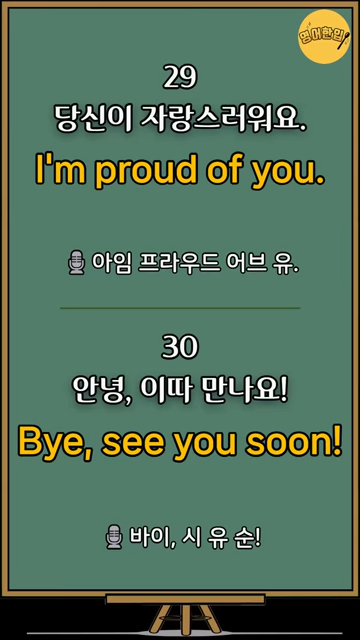 영어한입
29
당신이 자랑스러워요.
I'm proud of you.
아임 프라우드 어브 유.
30
안녕, 이따 만나요!
Bye, see you soon!
바이, 시 유 순!